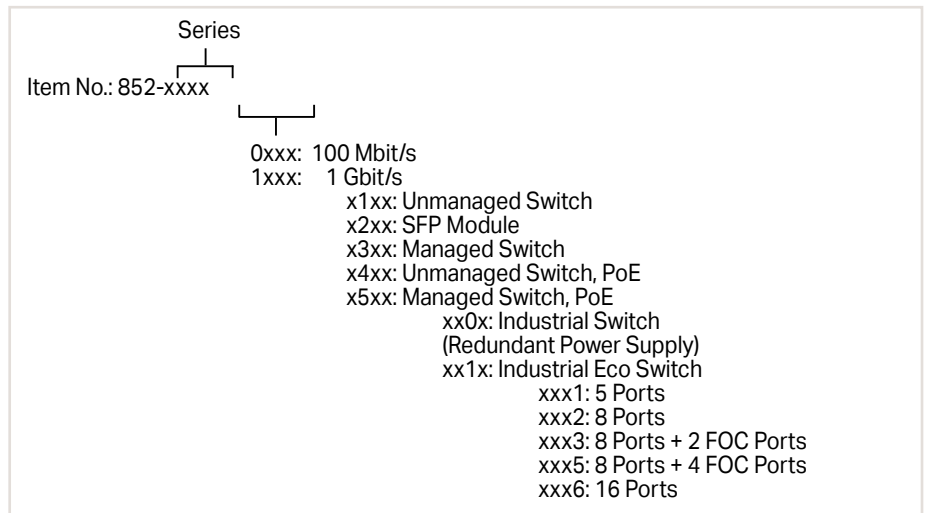 Series
Item No.: 852-xxxx
0xxx: 100 Mbit/s
1xxx: 1 Gbit/s
x1xx: Unmanaged Switch
x2xx: SFP Module
x3xx: Managed Switch
x4xx: Unmanaged Switch, PoE
x5xx: Managed Switch, PoE
xx0x: Industrial Switch
(Redundant Power Supply)
xx1x: Industrial Eco Switch
xxx1: 5 Ports
xxx2: 8 Ports
xxx3: 8 Ports + 2 FOC Ports
xxx5: 8 Ports + 4 FOC Ports
xxx6: 16 Ports